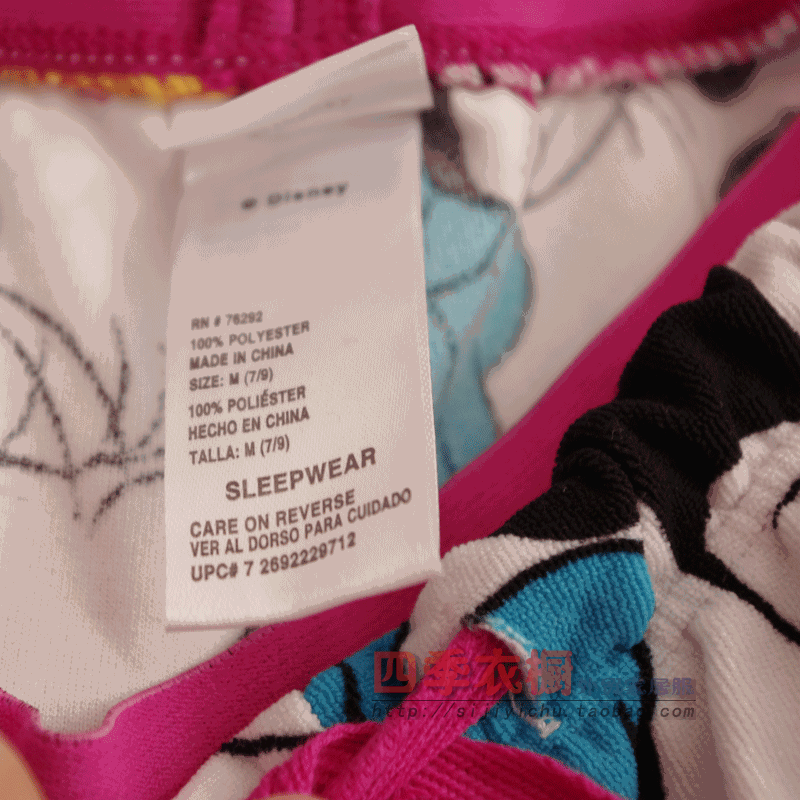 © Disney
RN # 76292
100% POLYESTER
MADE IN CHINA
SIZE: M (7/9)
100% POLIÉSTER
HECHO EN CHINA
TALLA: M (7/9)
SLEEPWEAR
CARE ON REVERSE
VER AL DORSO PARA CUIDADO
UPC# 7 2692229712
四季衣橱
http://sijiyichu.taobao.com